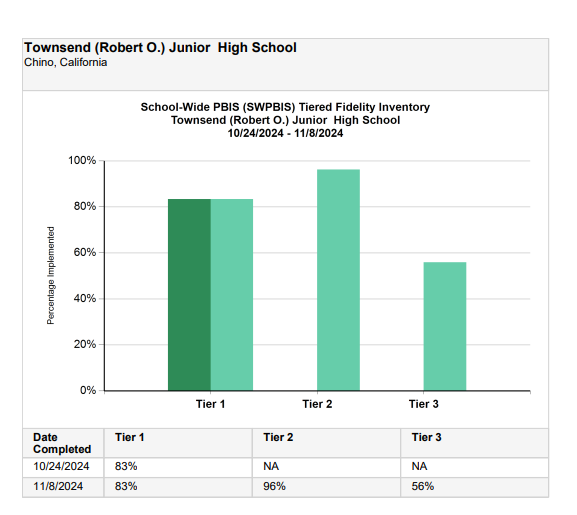 Townsend (Robert O.) Junior High School
Chino, California
School-Wide PBIS (SWPBIS) Tiered Fidelity Inventory
Townsend (Robert O.) Junior High School
10/24/2024 - 11/8/2024
Percentage Implemented
100%
80%
60%
40%
20%
0%
Tier 1 Tier 2 Tier 3
Date Completed Tier 1 Tier 2 Tier 3
10/24/2024 83% NA NA
11/8/2024 83% 96% 56%